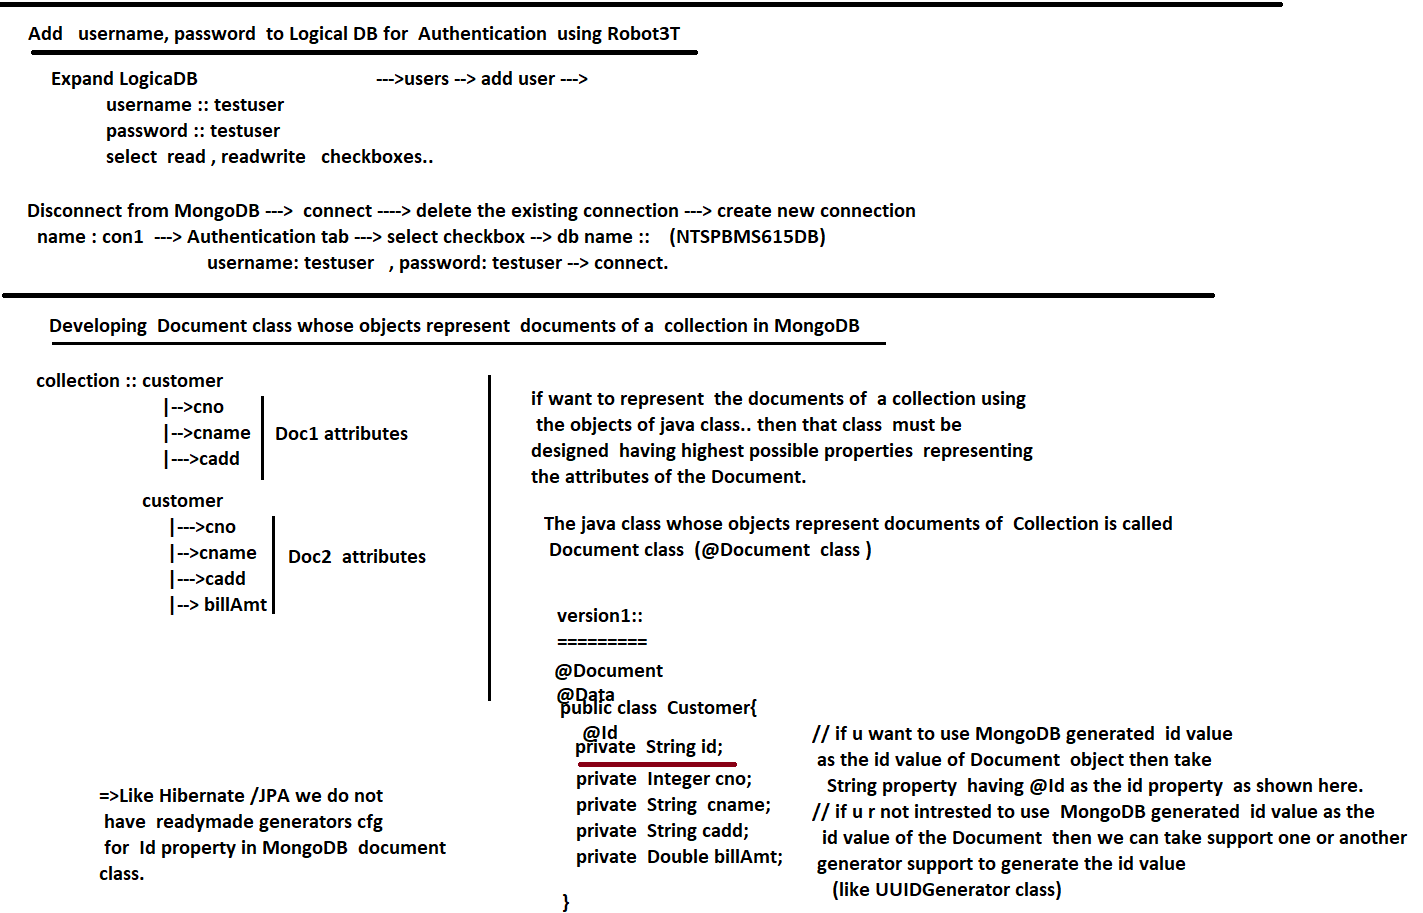 Add username, password to Logical DB for Authentication using Robot3T
Expand LogicaDB --->users --> add user --->
username :: testuser
password :: testuser
select read , readwrite checkboxes..
Disconnect from MongoDB ---> connect ----> delete the existing connection ---> create new connection
name : con1 ---> Authentication tab ---> select checkbox --> db name :: (NTSPBMS615DB)
username: testuser , password: testuser --> connect.
Developing Document class whose objects represent documents of a collection in MongoDB
collection :: customer
|-->cno
|-->cname
|--->cadd
Doc1 attributes
customer
|--->cno
|-->cname
|--->cadd
|--> billAmt
Doc2 attributes
=>Like Hibernate /JPA we do not
have readymade generators cfg
for Id property in MongoDB document
class.
if want to represent the documents of a collection using
the objects of java class.. then that class must be
designed having highest possible properties representing
the attributes of the Document.
The java class whose objects represent documents of Collection is called
Document class (@Document class )
version1::
=========
@Document
@Data
public class Customer{
@Id
private String id;
private Integer cno;
private String cname;
private String cadd;
private Double billAmt;
}
// if u want to use MongoDB generated id value
as the id value of Document object then take
String property having @Id as the id property as shown here.
// if u r not intrested to use MongoDB generated id value as the
id value of the Document then we can take support one or another
generator support to generate the id value
(like UUIDGenerator class)